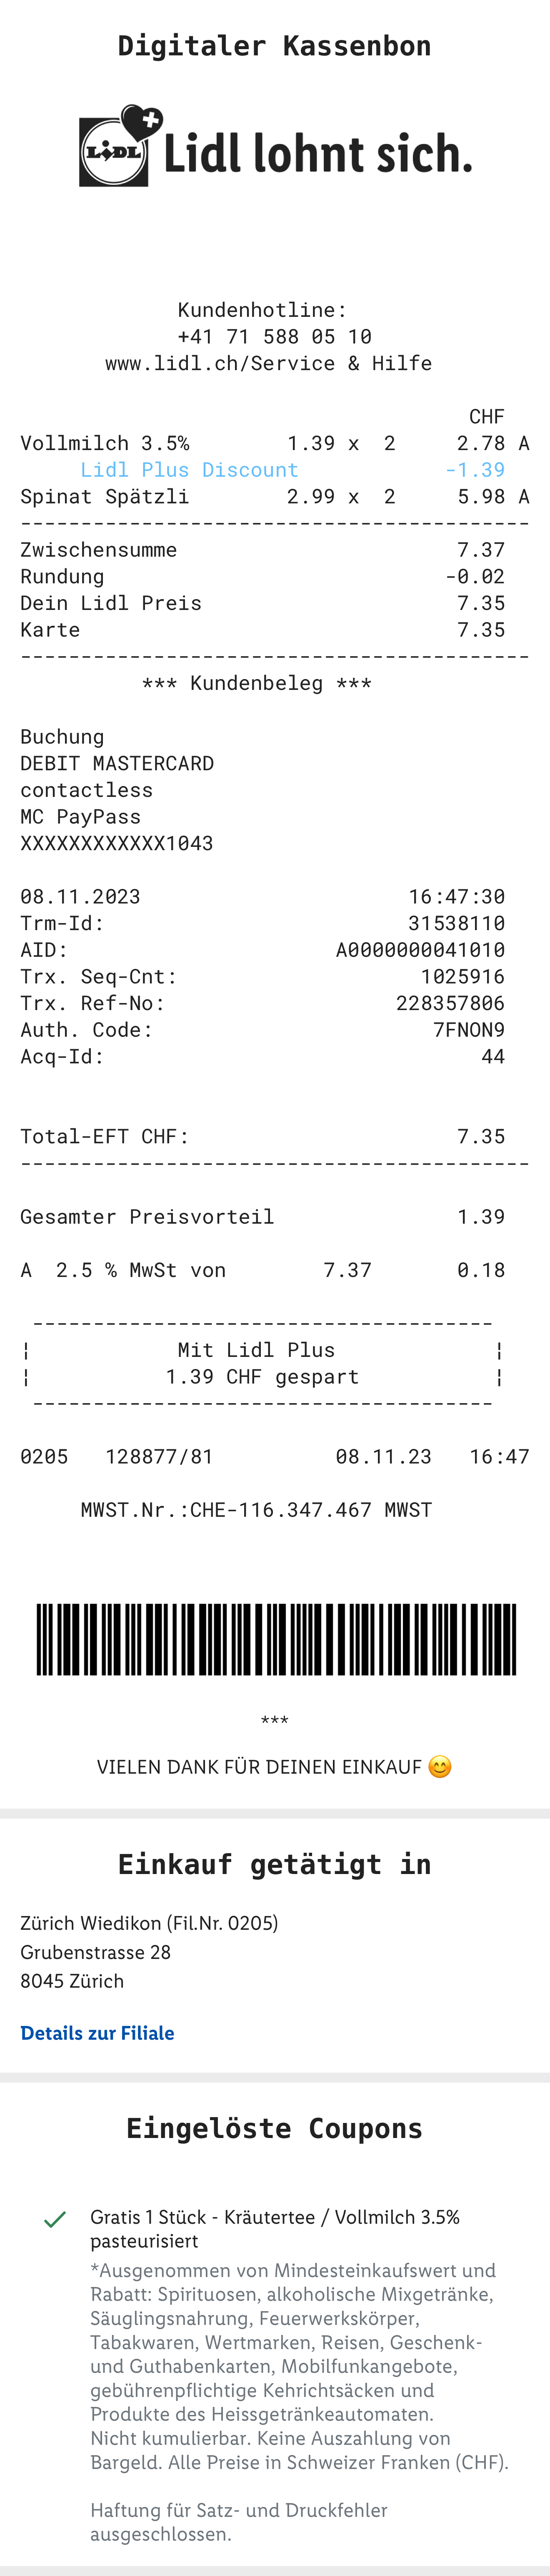 Digitaler Kassenbon
LIDL Lidl lohnt sich.
Kundenhotline:
+41 71 588 05 10
www.lidl.ch/Service & Hilfe
CHF
Vollmilch 3.5% 1.39 x 2 2.78 A
Lidl Plus Discount -1.39
Spinat Spätzli 2.99 x 2 5.98 A
------------------------------------------
Zwischensumme 7.37
Rundung -0.02
Dein Lidl Preis 7.35
Karte 7.35
------------------------------------------
*** Kundenbeleg ***
Buchung
DEBIT MASTERCARD
contactless
MC PayPass
XXXXXXXXXXXX1043
08.11.2023 16:47:30
Trm-Id: 31538110
AID: A0000000041010
Trx. Seq-Cnt: 1025916
Trx. Ref-No: 228357806
Auth. Code: 7FNON9
Acq-Id: 44
Total-EFT CHF: 7.35
------------------------------------------
Gesamter Preisvorteil 1.39
A 2.5 % MwSt von 7.37 0.18
--------------------------------------
¦ Mit Lidl Plus ¦
¦ 1.39 CHF gespart ¦
--------------------------------------
0205 128877/81 08.11.23 16:47
MWST.Nr.:CHE-116.347.467 MWST
***
VIELEN DANK FÜR DEINEN EINKAUF 😊
Einkauf getätigt in
Zürich Wiedikon (Fil.Nr. 0205)
Grubenstrasse 28
8045 Zürich
Details zur Filiale
Eingelöste Coupons
Gratis 1 Stück - Kräutertee / Vollmilch 3.5%
pasteurisiert
*Ausgenommen von Mindesteinkaufswert und
Rabatt: Spirituosen, alkoholische Mixgetränke,
Säuglingsnahrung, Feuerwerkskörper,
Tabakwaren, Wertmarken, Reisen, Geschenk-
und Guthabenkarten, Mobilfunkangebote,
gebührenpflichtige Kehrichtsäcken und
Produkte des Heissgetränkeautomaten.
Nicht kumulierbar. Keine Auszahlung von
Bargeld. Alle Preise in Schweizer Franken (CHF).
Haftung für Satz- und Druckfehler
ausgeschlossen.